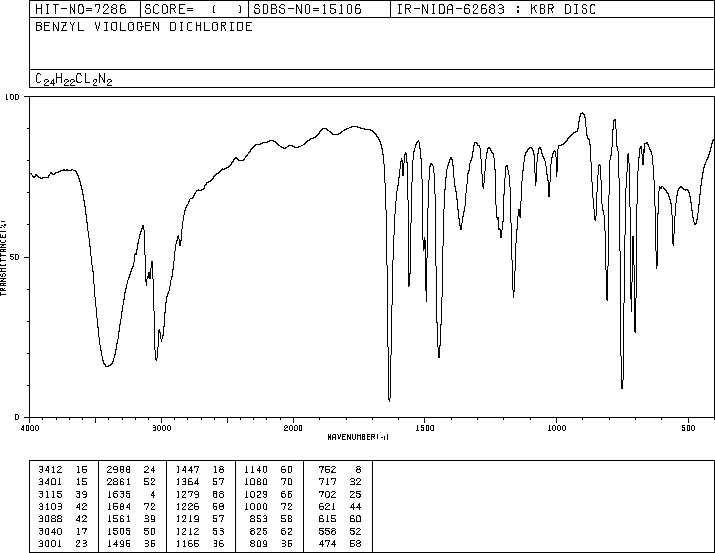 HIT-NO=7286 SCORE= ( ) SDBS-NO=15106 IR-NIDA-62683 : KBR DISC
BENZYL VIOLOGEN DICHLORIDE
C24H22CL2N2
100
50
0
TRANSMITTANCE(%)
4000 3000 2000 1500 1000 500
WAVENUMBER(-1)
3412 16 2988 24 1447 18 1140 60 752 8
3401 15 2861 52 1364 57 1080 70 717 32
3115 39 1635 4 1279 68 1029 66 702 25
3103 42 1584 72 1226 68 1000 72 621 44
3088 42 1561 39 1219 57 853 58 615 60
3040 17 1505 50 1212 53 825 62 558 52
3001 23 1496 36 1166 36 809 36 474 58